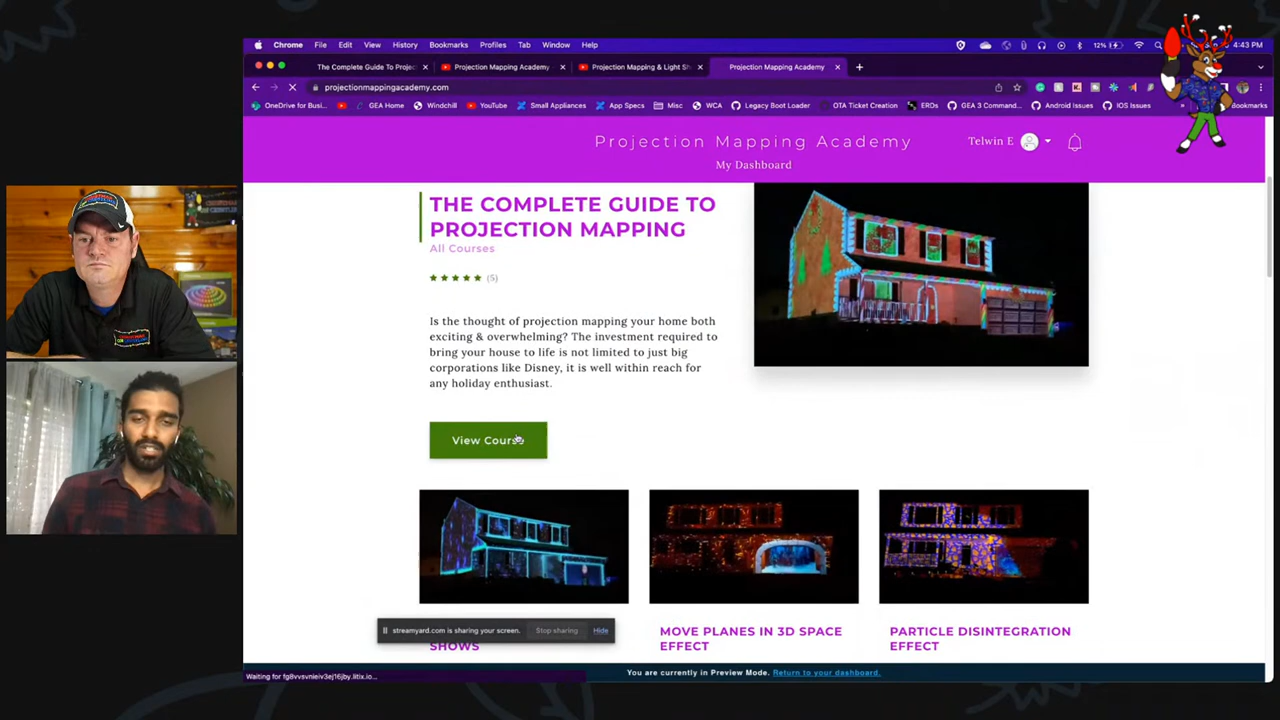 Chrome File Edit View History Bookmarks Profiles Tab Window Help 12% 4:43 PM
The Complete Guide To Projec Projection Mapping Academy Projection Mapping & Light Sh Projection Mapping Academy
projectionmappingacademy.com
OneDrive for Busi... GEA Home Windchill YouTube Small Appliances App Specs Misc WCA Legacy Boot Loader OTA Ticket Creation ERDs GEA 3 Command... Android Issues IOS Issues » Bookmarks
Projection Mapping Academy
Telwin E
My Dashboard
THE COMPLETE GUIDE TO
PROJECTION MAPPING
All Courses
(5)
Is the thought of projection mapping your home both
exciting & overwhelming? The investment required to
bring your house to life is not limited to just big
corporations like Disney, it is well within reach for
any holiday enthusiast.
View Course
streamyard.com is sharing your screen. Stop sharing Hide
SHOWS
MOVE PLANES IN 3D SPACE
EFFECT
PARTICLE DISINTEGRATION
EFFECT
You are currently in Preview Mode. Return to your dashboard.